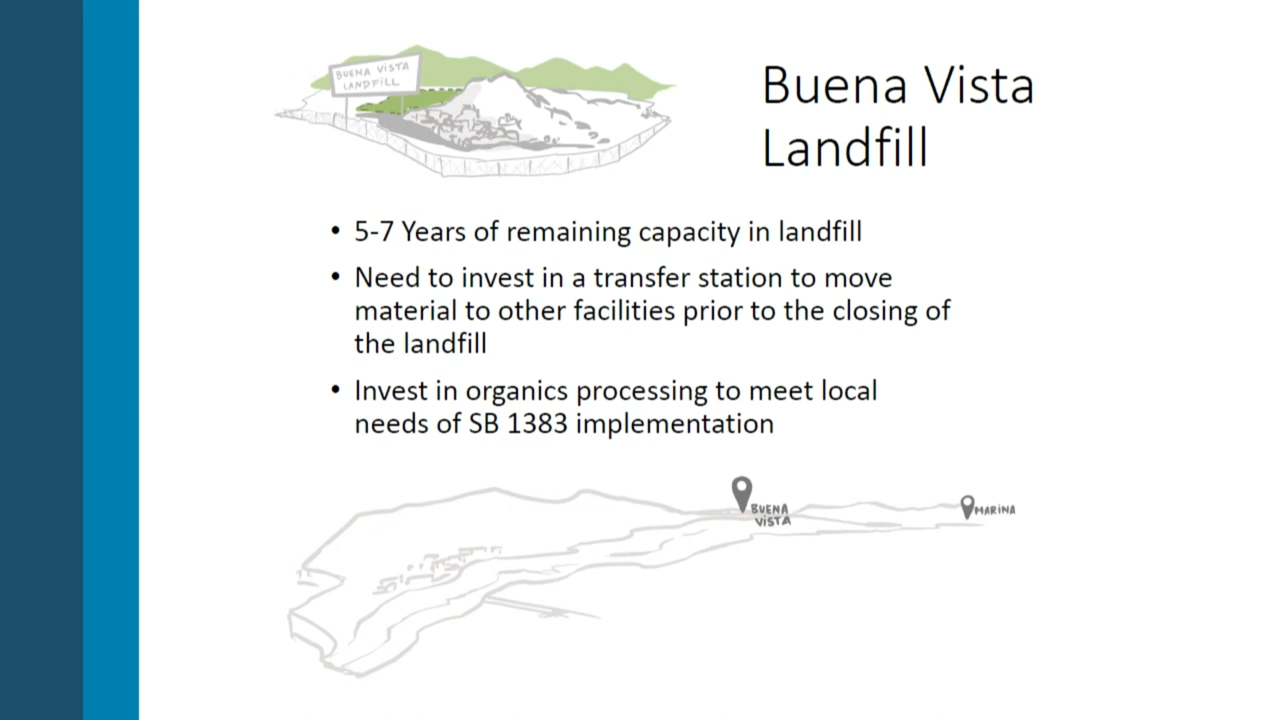 BUENA VISTA
LANDFILL
Buena Vista
Landfill
• 5-7 Years of remaining capacity in landfill
• Need to invest in a transfer station to move
material to other facilities prior to the closing of
the landfill
• Invest in organics processing to meet local
needs of SB 1383 implementation
BUENA
VISTA
MARINA